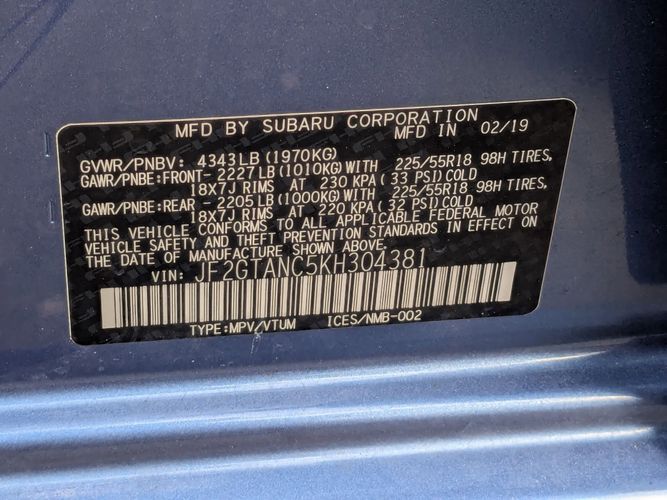 MFD BY SUBARU CORPORATION
MFD IN 02/19
GVWR/PNBV: 4343LB (1970KG)
GAWR/PNBE:FRONT-2227LB (1010KG) WITH 225/55R18 98H TIRES,
18X7J RIMS AT 230 KPA ( 33 PSI) COLD
GAWR/PNBE:REAR -2205LB (1000KG) WITH 225/55R18 98H TIRES,
18X7J RIMS AT 220 KPA ( 32 PSI) COLD
THIS VEHICLE CONFORMS TO ALL APPLICABLE FEDERAL MOTOR
VEHICLE SAFETY AND THEFT PREVENTION STANDARDS IN EFFECT ON
THE DATE OF MANUFACTURE SHOWN ABOVE.
VIN: JF2GTANC5KH304381
TYPE:MPV/VTUM ICES/NMB-002